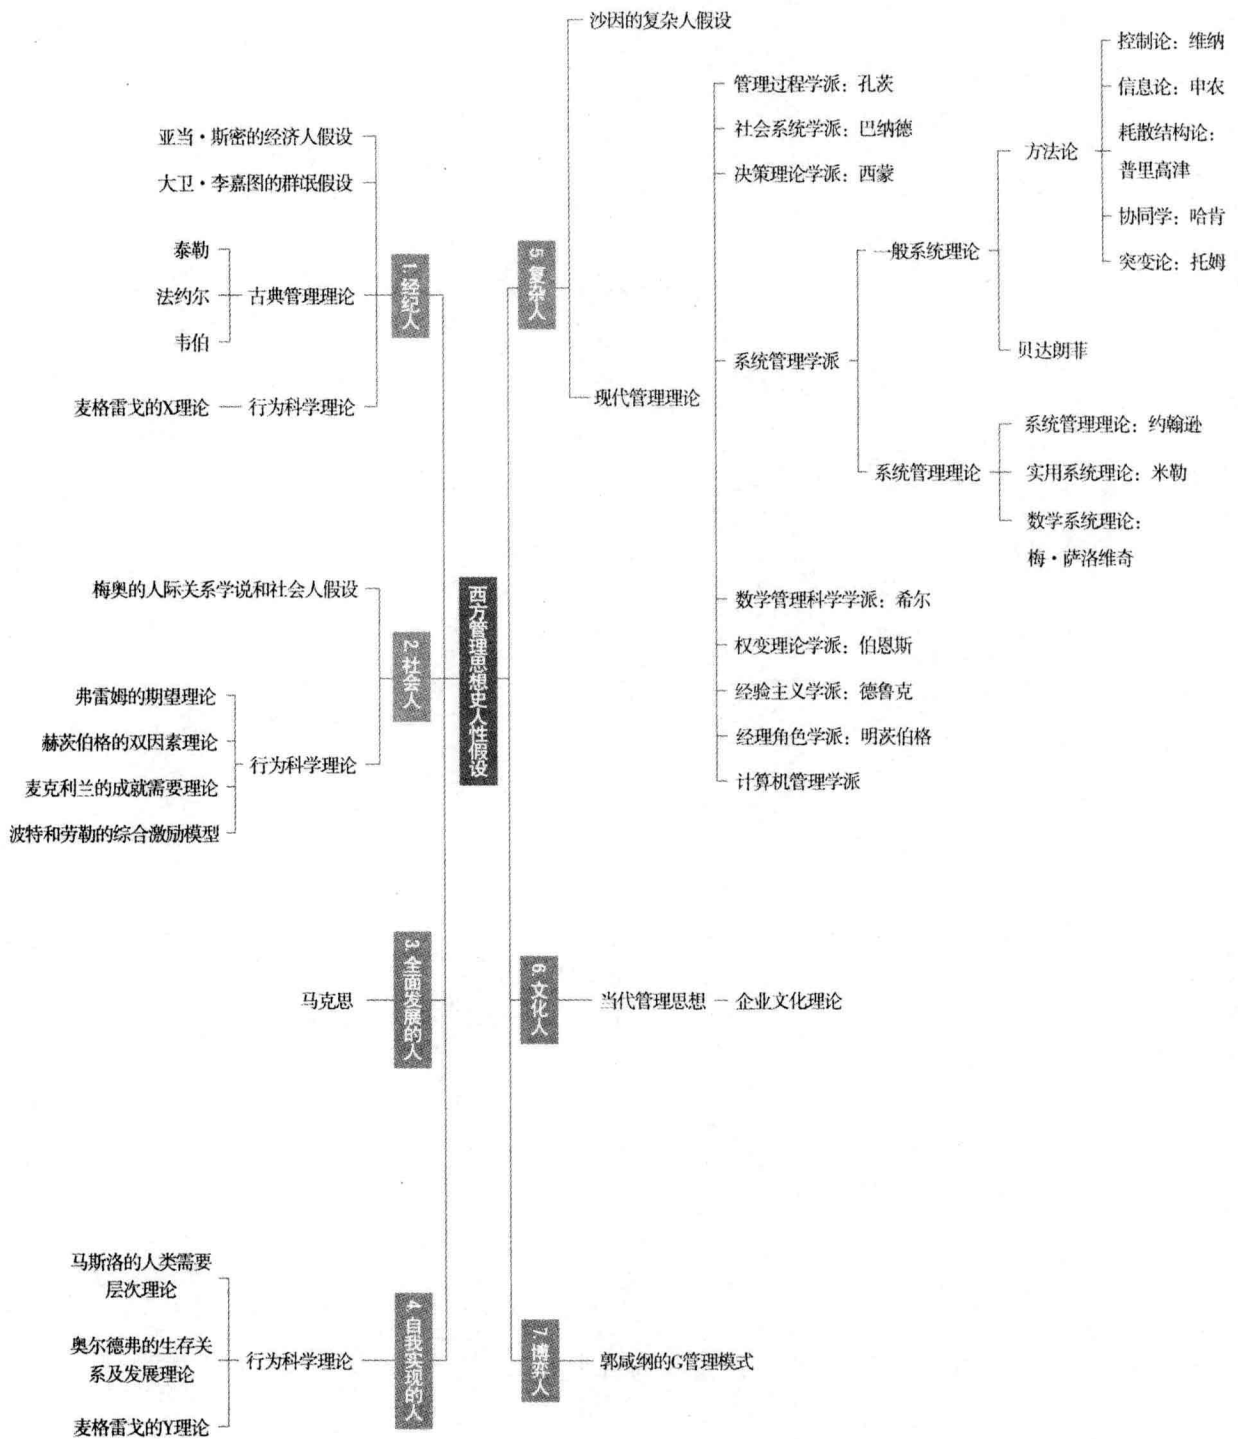 西方管理思想史人性假设
1. 经纪人
亚当·斯密的经济人假设
大卫·李嘉图的群氓假设
古典管理理论
泰勒
法约尔
韦伯
行为科学理论
麦格雷戈的X理论
2. 社会人
梅奥的人际关系学说和社会人假设
行为科学理论
弗雷姆的期望理论
赫茨伯格的双因素理论
麦克利兰的成就需要理论
波特和劳勒的综合激励模型
3. 全面发展的人
马克思
4. 自我实现的人
行为科学理论
马斯洛的人类需要
层次理论
奥尔德弗的生存关
系及发展理论
麦格雷戈的Y理论
5. 复杂人
沙因的复杂人假设
现代管理理论
管理过程学派：孔茨
社会系统学派：巴纳德
决策理论学派：西蒙
系统管理学派
一般系统理论
方法论
控制论：维纳
信息论：申农
耗散结构论：
普里高津
协同学：哈肯
突变论：托姆
贝达朗菲
系统管理理论
系统管理理论：约翰逊
实用系统理论：米勒
数学系统理论：
梅·萨洛维奇
数学管理科学学派：希尔
权变理论学派：伯恩斯
经验主义学派：德鲁克
经理角色学派：明茨伯格
计算机管理学派
6. 文化人
当代管理思想
企业文化理论
7. 博弈人
郭咸纲的G管理模式